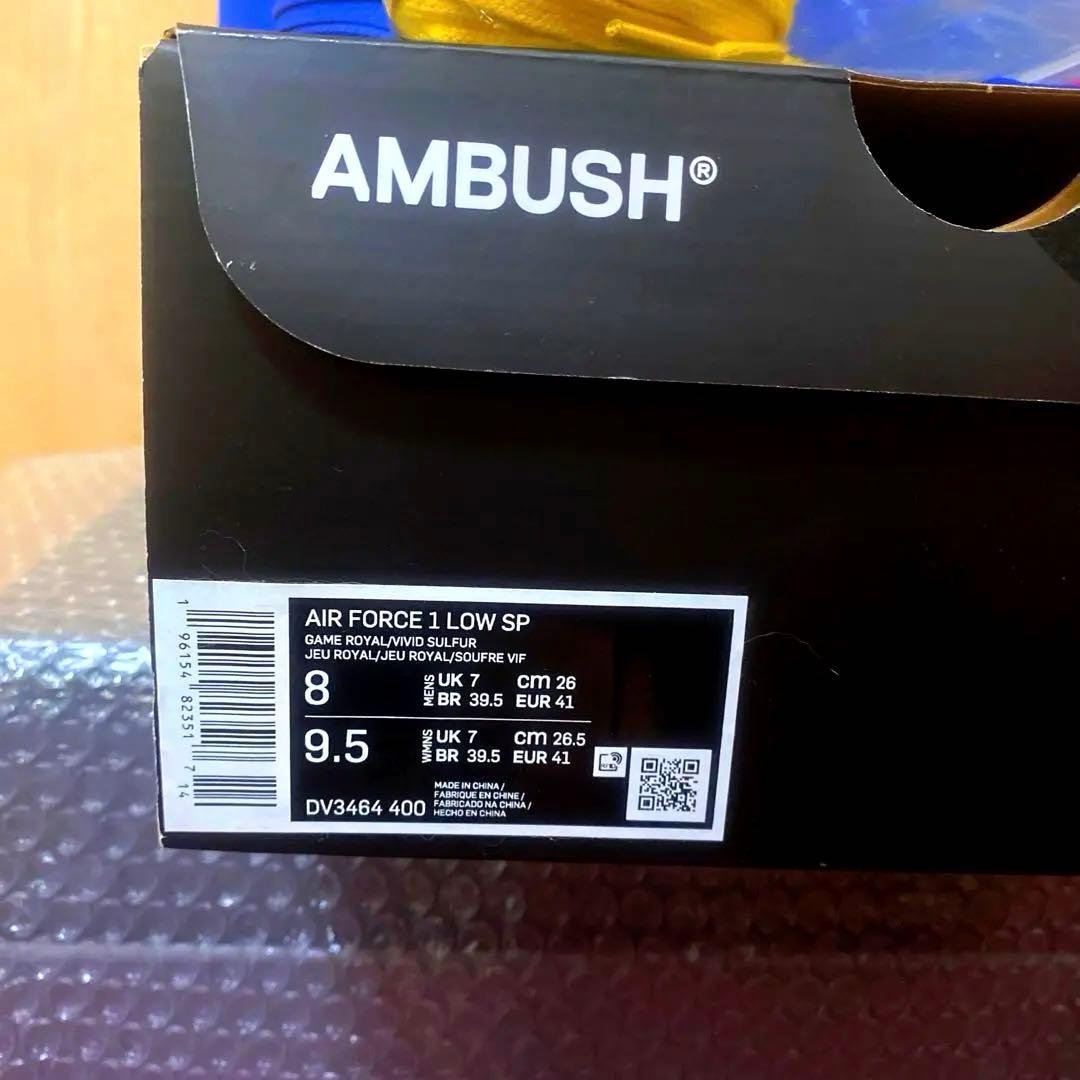 AMBUSH®
1 96154 82351 7 14
AIR FORCE 1 LOW SP
GAME ROYAL/VIVID SULFUR
JEU ROYAL/JEU ROYAL/SOUFRE VIF
8 MENS UK 7 cm 26
BR 39.5 EUR 41
9.5 WMNS UK 7 cm 26.5
BR 39.5 EUR 41
DV3464 400
MADE IN CHINA /
FABRIQUE EN CHINE /
FABRICADO NA CHINA /
HECHO EN CHINA